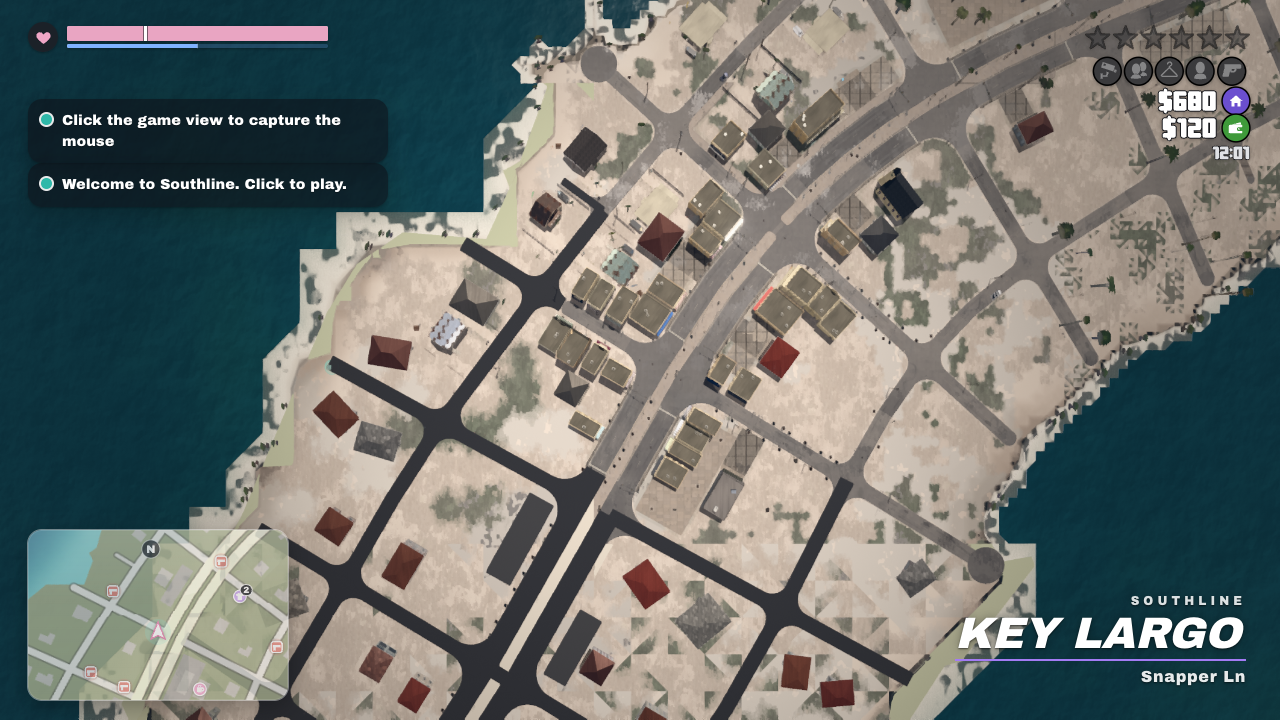 Click the game view to capture the
mouse
Welcome to Southline. Click to play.
$680
$120
12:01
N
2
SOUTHLINE
KEY LARGO
Snapper Ln